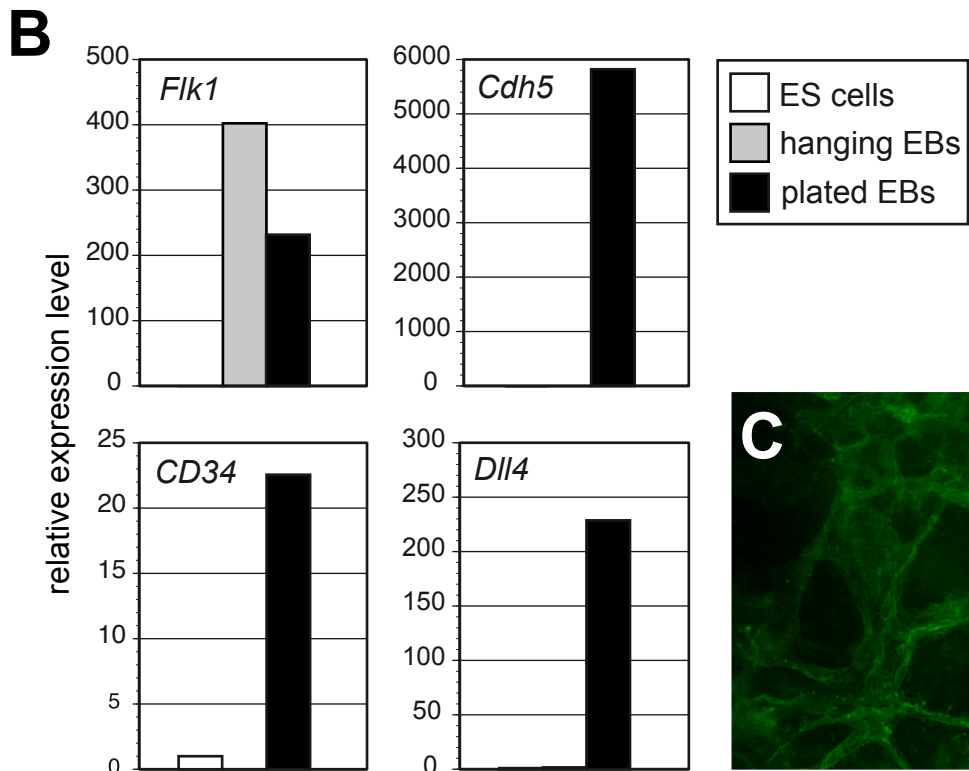 B
relative expression level
Flk1
500
400
300
200
100
0
Cdh5
6000
5000
4000
3000
2000
1000
0
ES cells
hanging EBs
plated EBs
CD34
25
20
15
10
5
0
Dll4
300
250
200
150
100
50
0
C